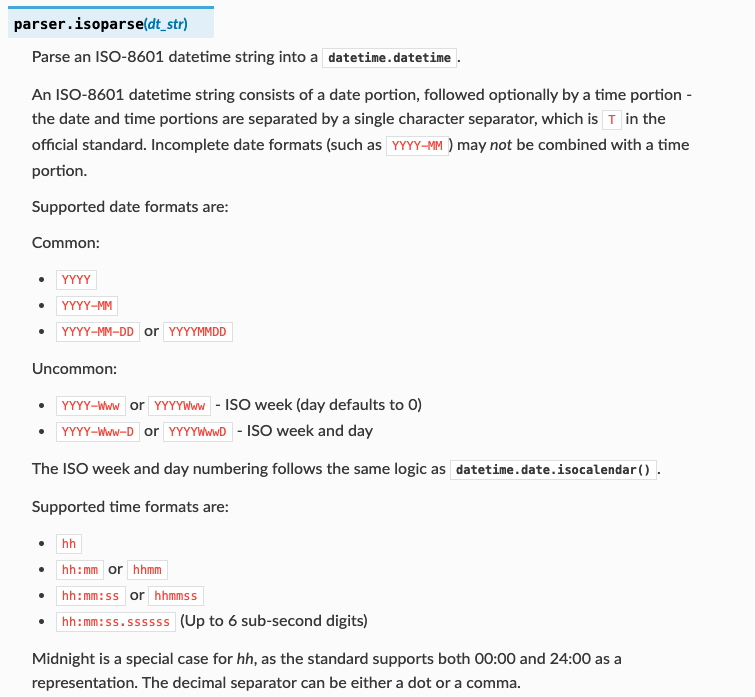 parser.isoparse(dt_str)
Parse an ISO-8601 datetime string into a datetime.datetime.
An ISO-8601 datetime string consists of a date portion, followed optionally by a time portion -
the date and time portions are separated by a single character separator, which is T in the
official standard. Incomplete date formats (such as YYYY-MM ) may not be combined with a time
portion.
Supported date formats are:
Common:
• YYYY
• YYYY-MM
• YYYY-MM-DD or YYYYMMDD
Uncommon:
• YYYY-Www or YYYYWww - ISO week (day defaults to 0)
• YYYY-Www-D or YYYYWwwD - ISO week and day
The ISO week and day numbering follows the same logic as datetime.date.isocalendar().
Supported time formats are:
• hh
• hh:mm or hhmm
• hh:mm:ss or hhmmss
• hh:mm:ss.ssssss (Up to 6 sub-second digits)
Midnight is a special case for hh, as the standard supports both 00:00 and 24:00 as a
representation. The decimal separator can be either a dot or a comma.